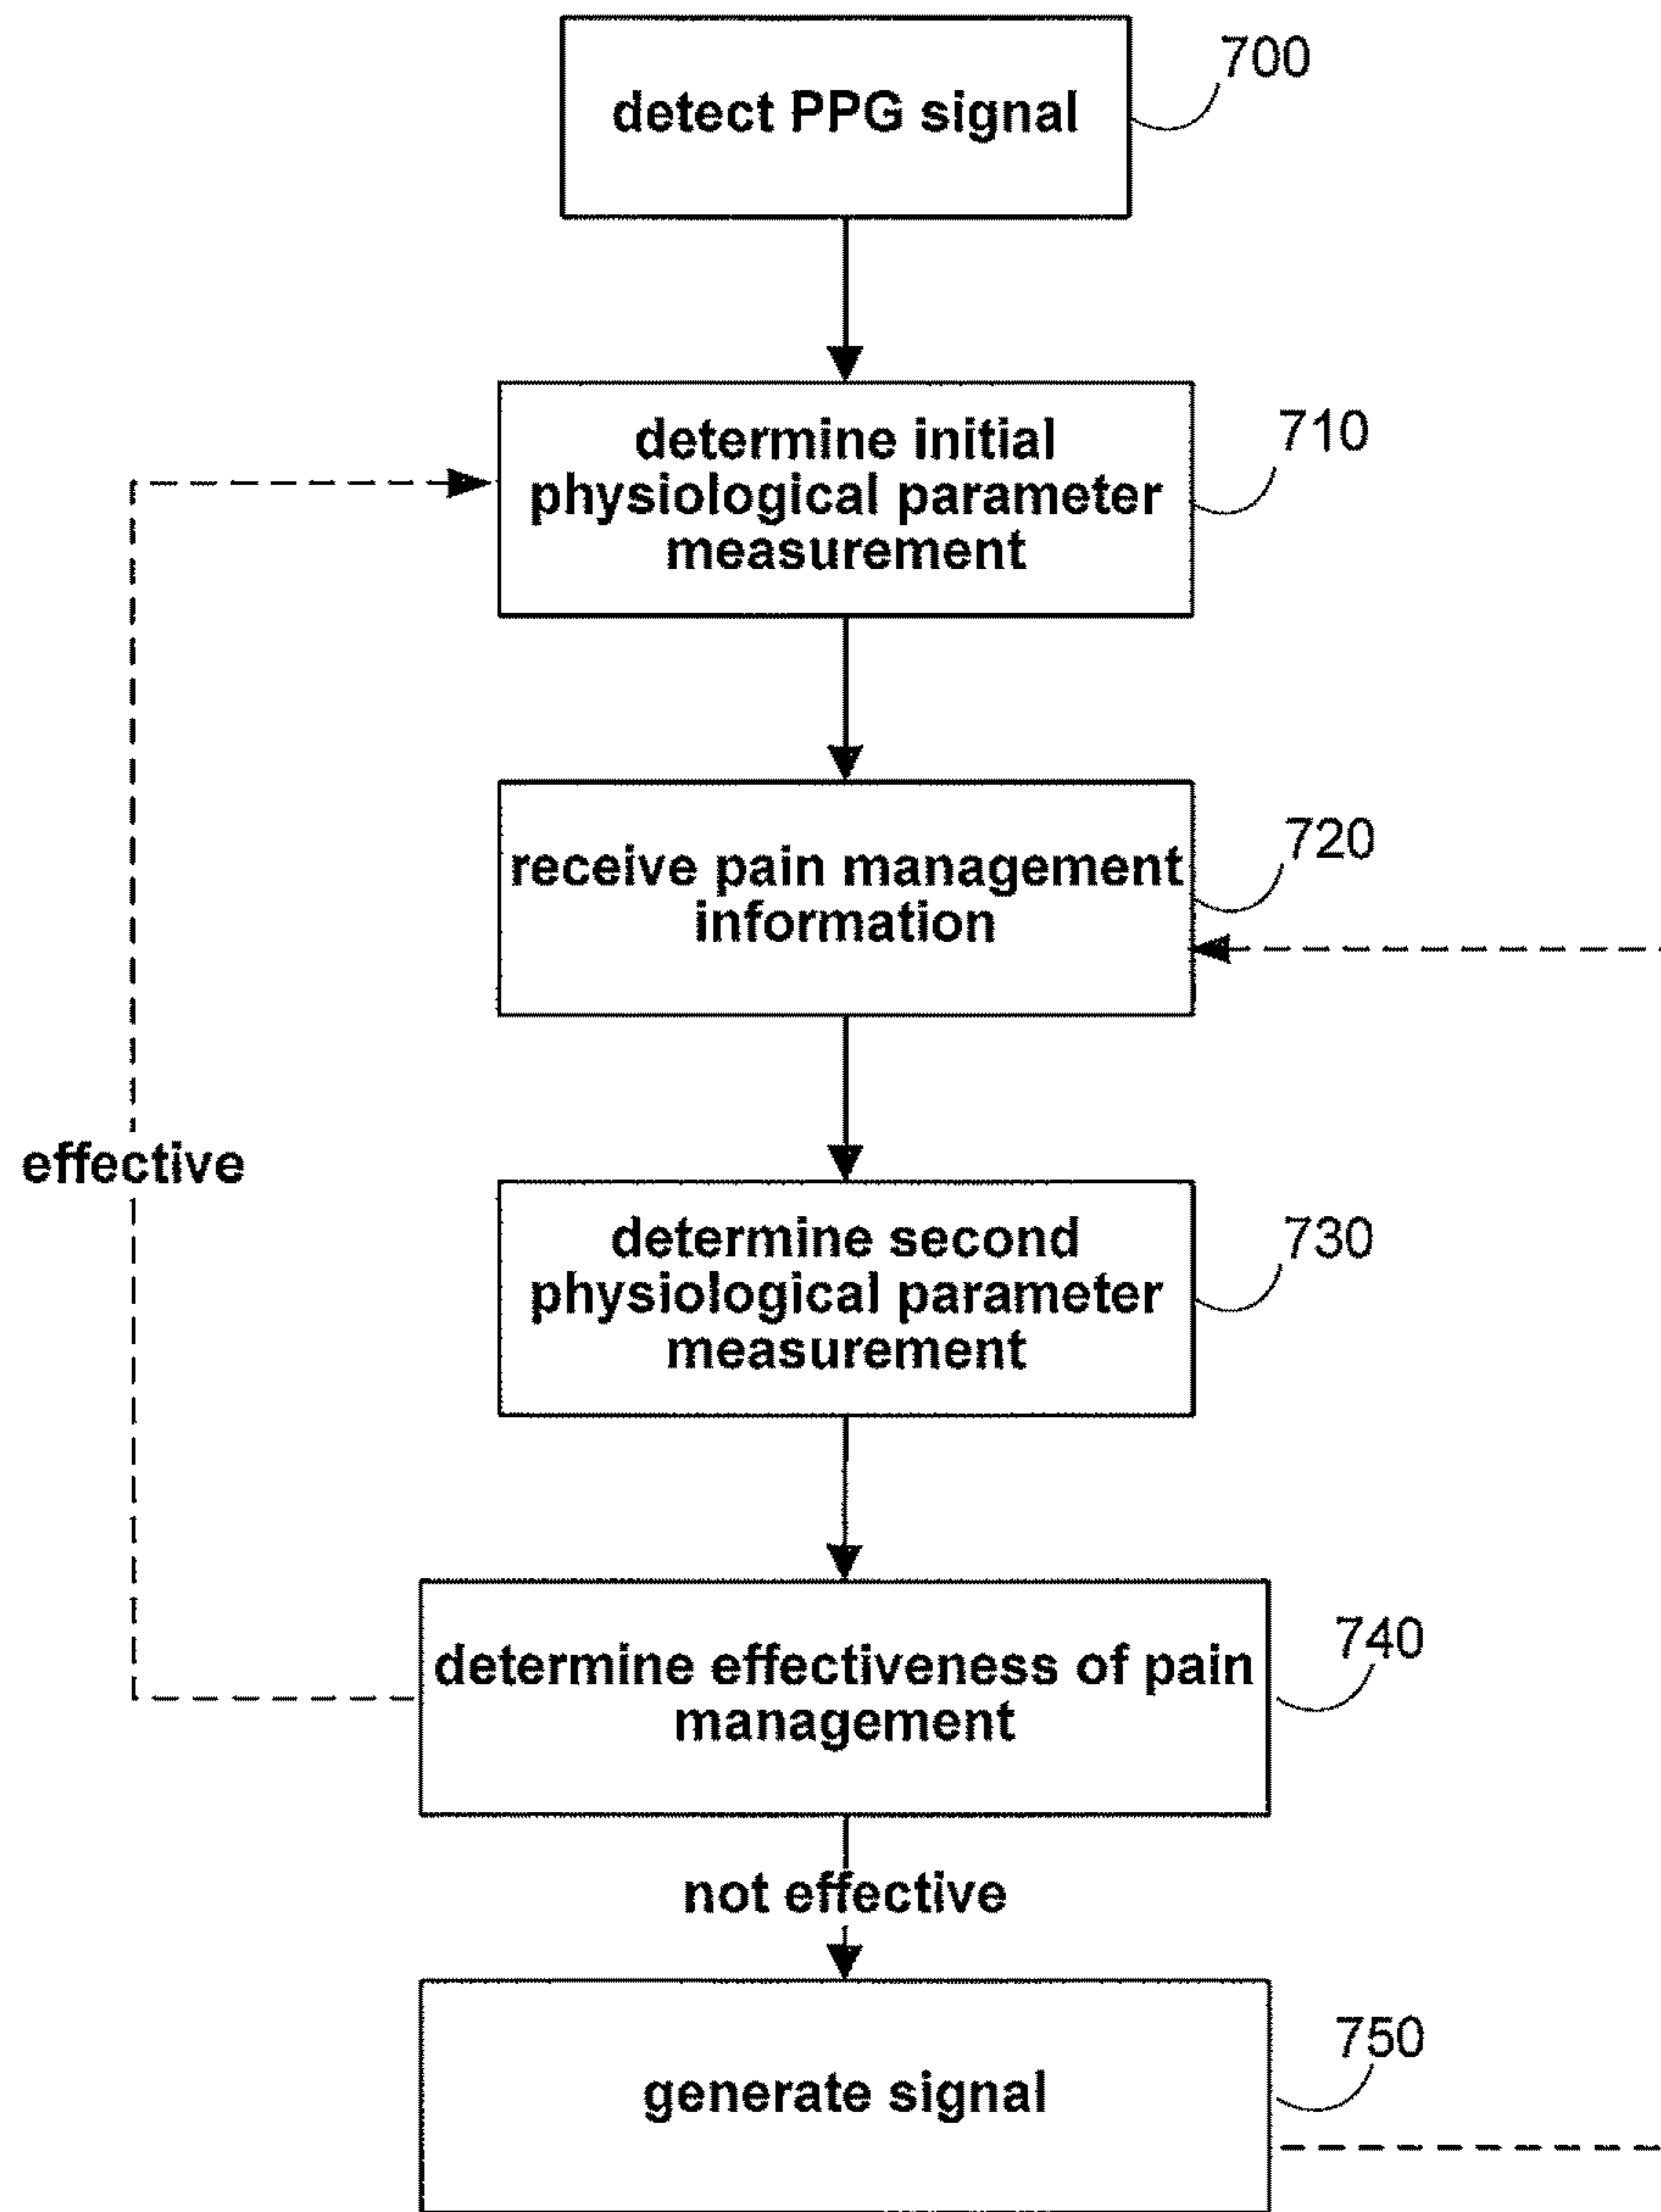 detect PPG signal
700
determine initial
physiological parameter
measurement
710
receive pain management
information
720
effective
determine second
physiological parameter
measurement
730
determine effectiveness of pain
management
740
not effective
generate signal
750